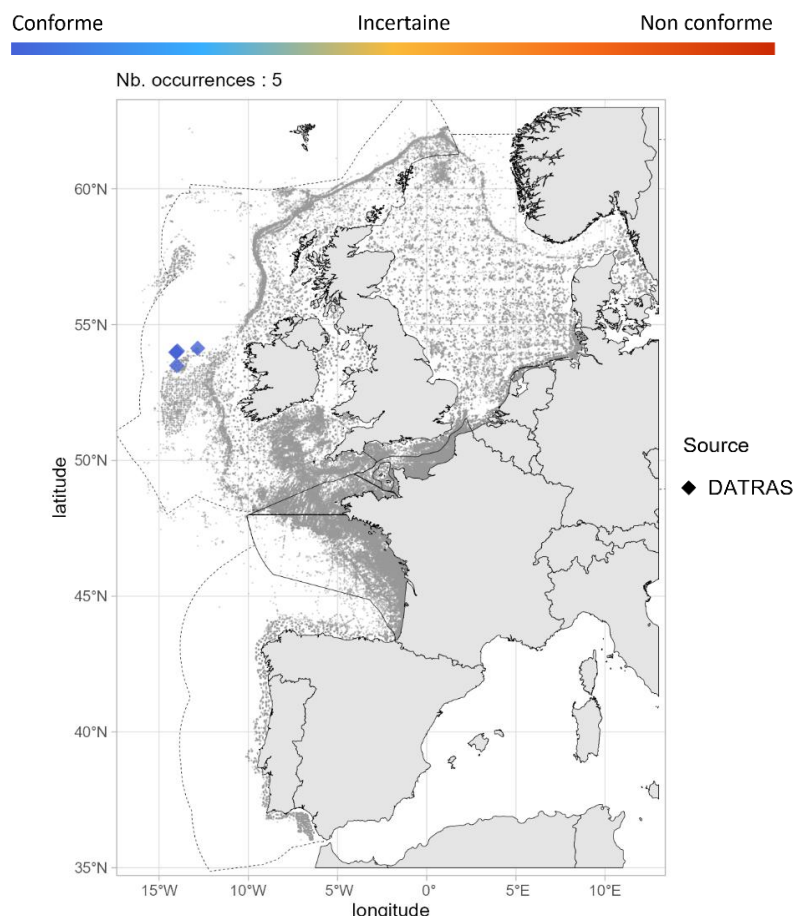 Conforme Incertaine Non conforme
Nb. occurrences : 5
60°N
55°N
50°N
45°N
40°N
35°N
latitude
15°W 10°W 5°W 0° 5°E 10°E
longitude
Source
DATRAS